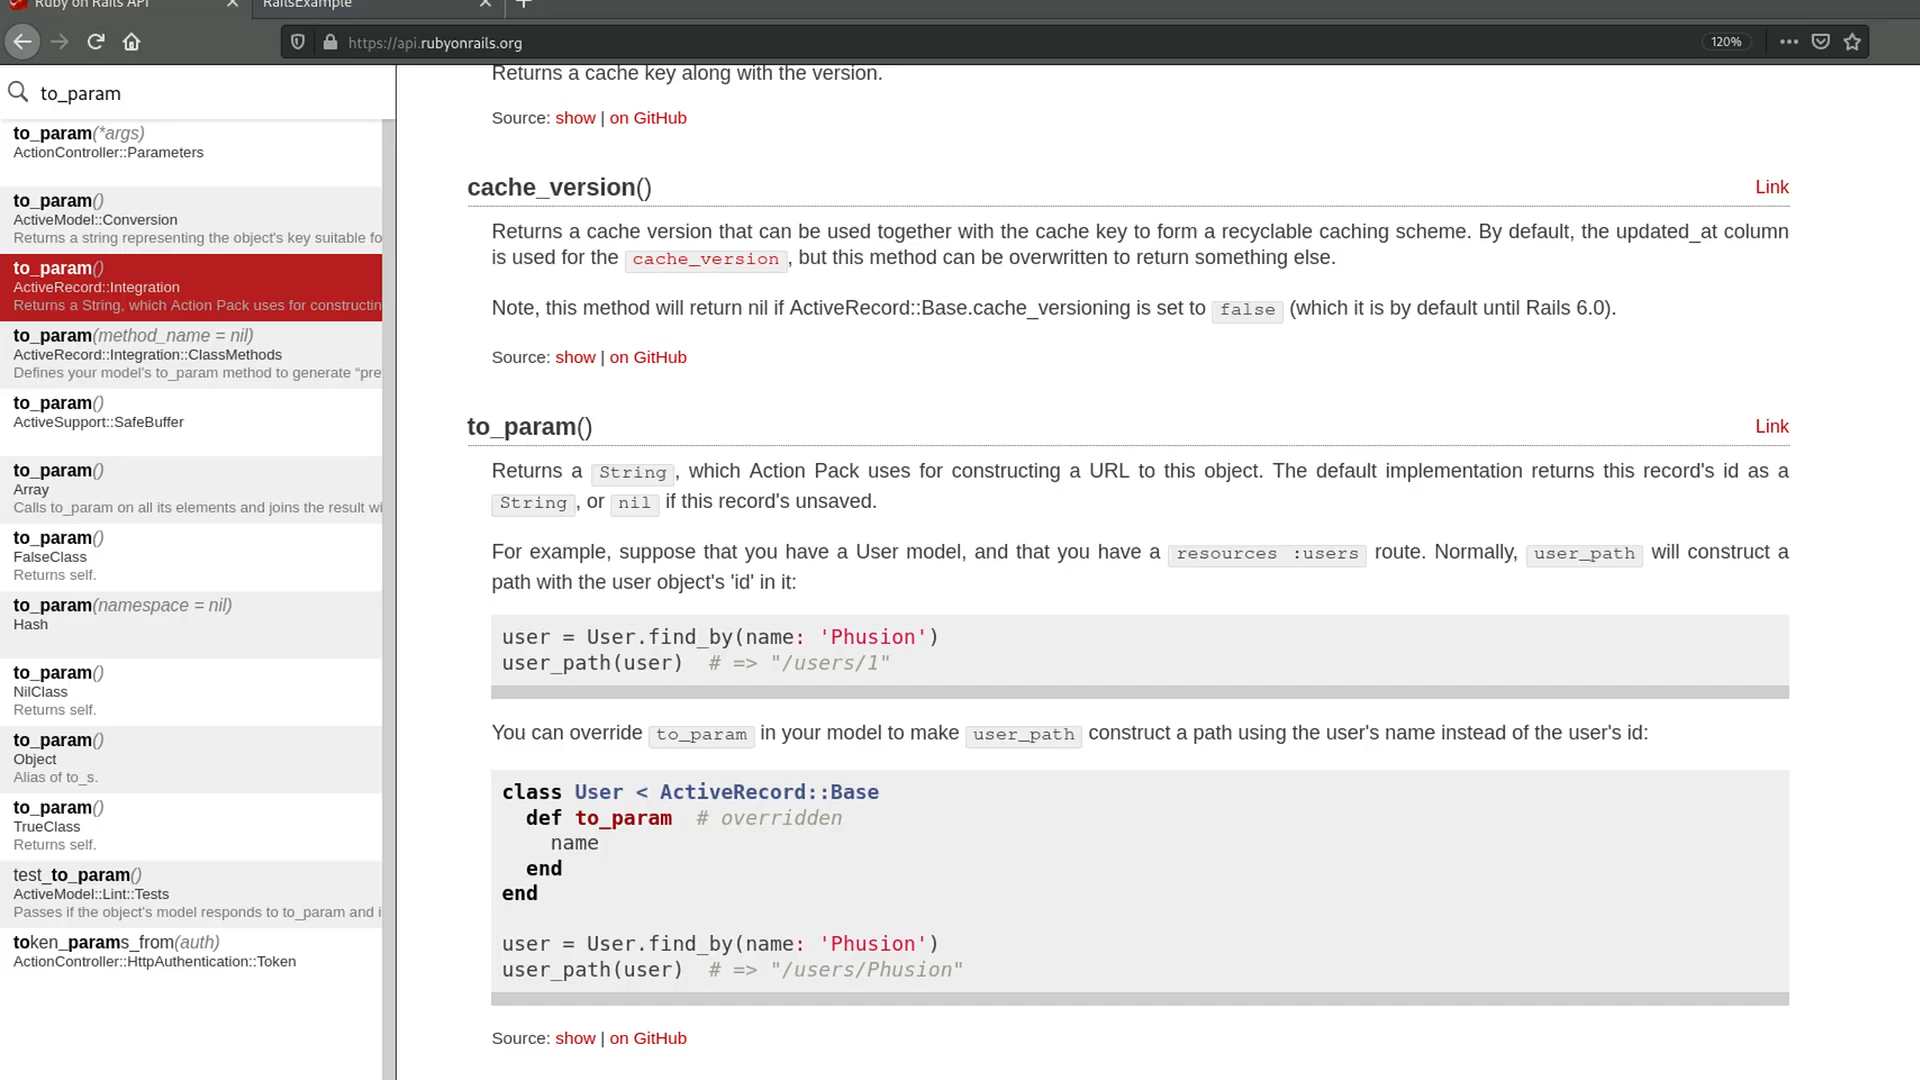 Ruby on Rails API
RailsExample
https://api.rubyonrails.org
120%
to_param
to_param(*args)
ActionController::Parameters
to_param()
ActiveModel::Conversion
Returns a string representing the object's key suitable fo
to_param()
ActiveRecord::Integration
Returns a String, which Action Pack uses for constructin
to_param(method_name = nil)
ActiveRecord::Integration::ClassMethods
Defines your model's to_param method to generate “pre
to_param()
ActiveSupport::SafeBuffer
to_param()
Array
Calls to_param on all its elements and joins the result wi
to_param()
FalseClass
Returns self.
to_param(namespace = nil)
Hash
to_param()
NilClass
Returns self.
to_param()
Object
Alias of to_s.
to_param()
TrueClass
Returns self.
test_to_param()
ActiveModel::Lint::Tests
Passes if the object's model responds to to_param and i
token_params_from(auth)
ActionController::HttpAuthentication::Token
Returns a cache key along with the version.
Source: show | on GitHub
cache_version() Link
Returns a cache version that can be used together with the cache key to form a recyclable caching scheme. By default, the updated_at column
is used for the cache_version, but this method can be overwritten to return something else.
Note, this method will return nil if ActiveRecord::Base.cache_versioning is set to false (which it is by default until Rails 6.0).
Source: show | on GitHub
to_param() Link
Returns a String, which Action Pack uses for constructing a URL to this object. The default implementation returns this record's id as a
String, or nil if this record's unsaved.
For example, suppose that you have a User model, and that you have a resources :users route. Normally, user_path will construct a
path with the user object's 'id' in it:
user = User.find_by(name: 'Phusion')
user_path(user)  # => "/users/1"
You can override to_param in your model to make user_path construct a path using the user's name instead of the user's id:
class User < ActiveRecord::Base
  def to_param  # overridden
    name
  end
end
user = User.find_by(name: 'Phusion')
user_path(user)  # => "/users/Phusion"
Source: show | on GitHub